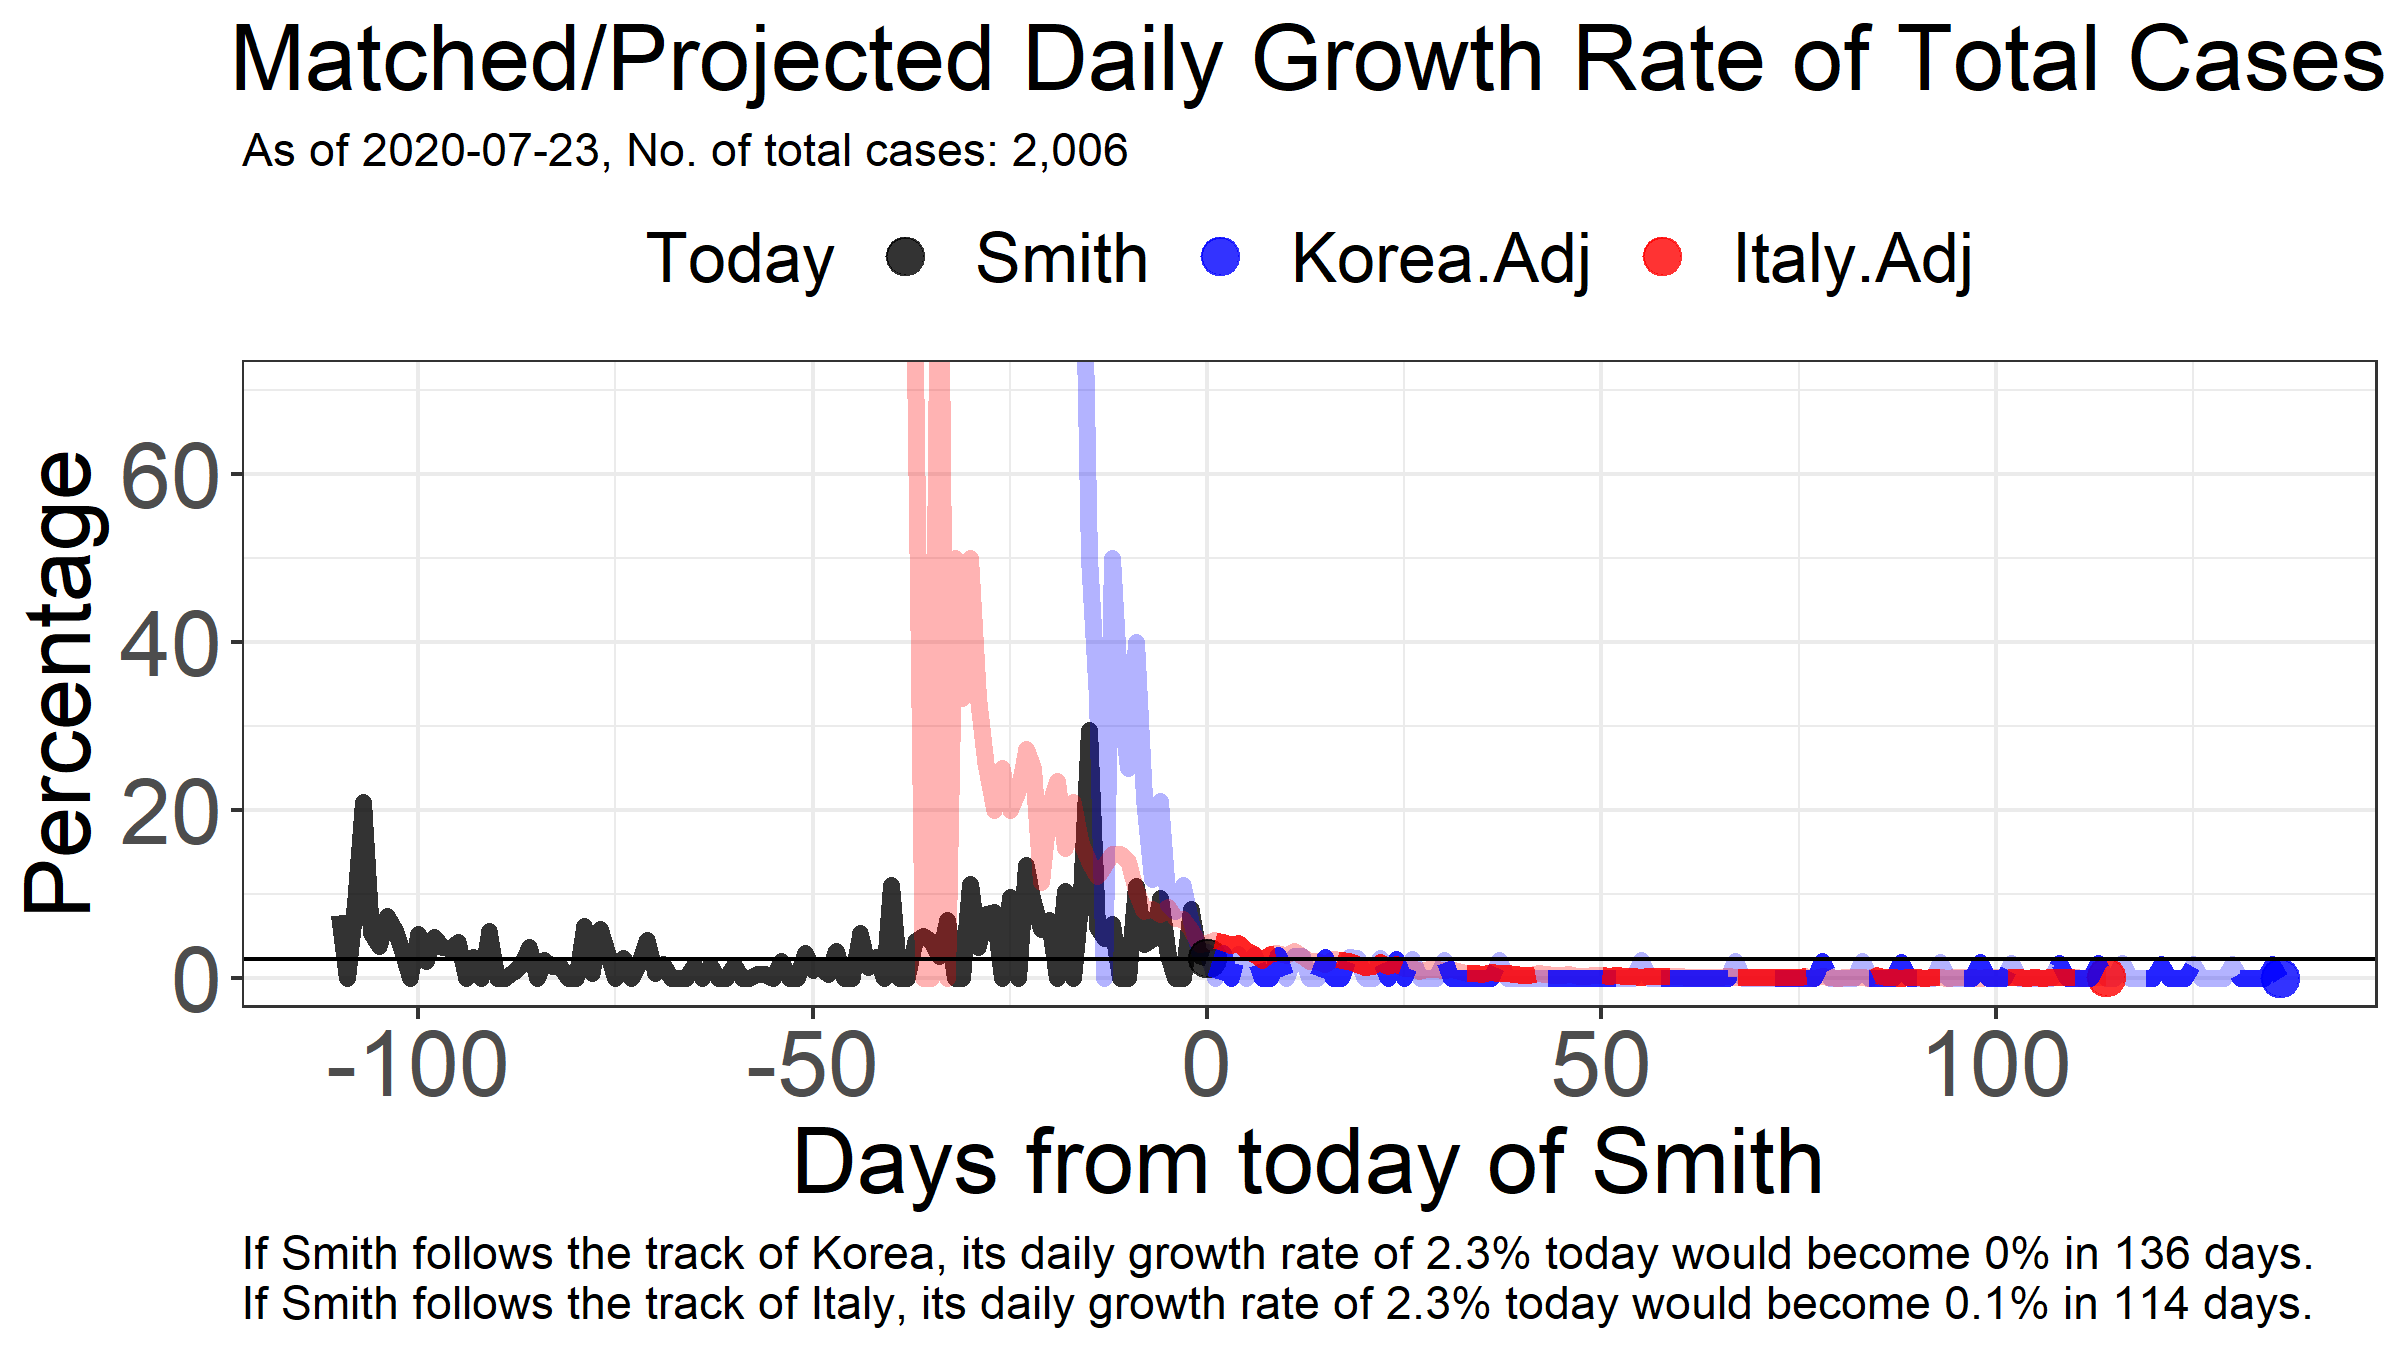 Matched/Projected Daily Growth Rate of Total Cases
As of 2020-07-23, No. of total cases: 2,006
Today Smith Korea.Adj Italy.Adj
Percentage
60
40
20
0
-100 -50 0 50 100
Days from today of Smith
If Smith follows the track of Korea, its daily growth rate of 2.3% today would become 0% in 136 days.
If Smith follows the track of Italy, its daily growth rate of 2.3% today would become 0.1% in 114 days.